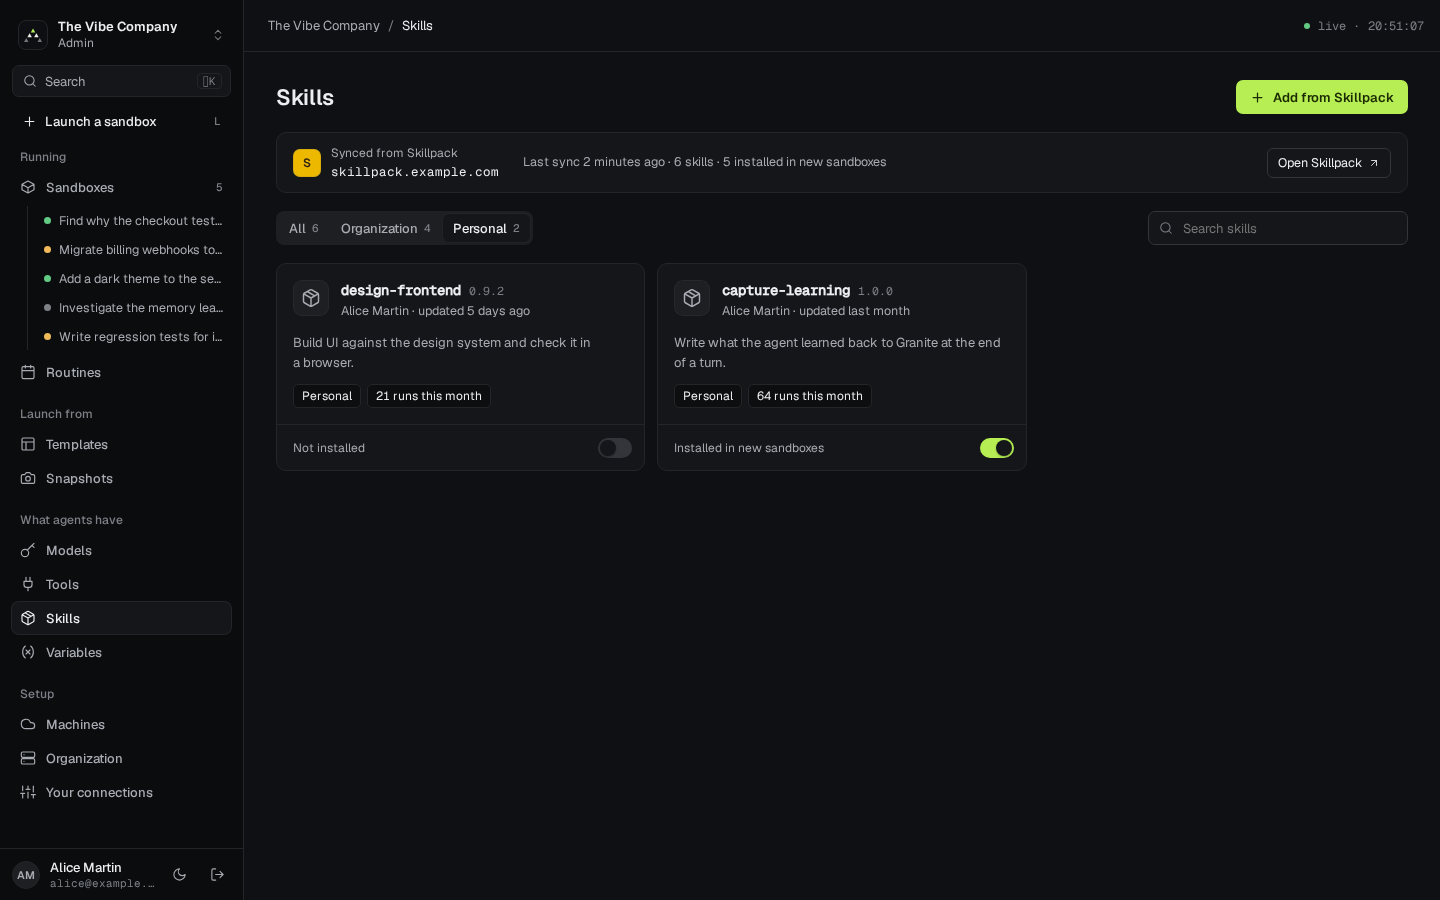 The Vibe Company
Admin
Search
K
Launch a sandbox
L
Running
Sandboxes
5
Find why the checkout test…
Migrate billing webhooks to…
Add a dark theme to the se…
Investigate the memory lea…
Write regression tests for i…
Routines
Launch from
Templates
Snapshots
What agents have
Models
Tools
Skills
Variables
Setup
Machines
Organization
Your connections
AM
Alice Martin
alice@example.…
The Vibe Company / Skills
live · 20:51:07
Skills
Add from Skillpack
S
Synced from Skillpack
skillpack.example.com
Last sync 2 minutes ago · 6 skills · 5 installed in new sandboxes
Open Skillpack
All 6
Organization 4
Personal 2
Search skills
design-frontend 0.9.2
Alice Martin · updated 5 days ago
Build UI against the design system and check it in
a browser.
Personal
21 runs this month
Not installed
capture-learning 1.0.0
Alice Martin · updated last month
Write what the agent learned back to Granite at the end
of a turn.
Personal
64 runs this month
Installed in new sandboxes